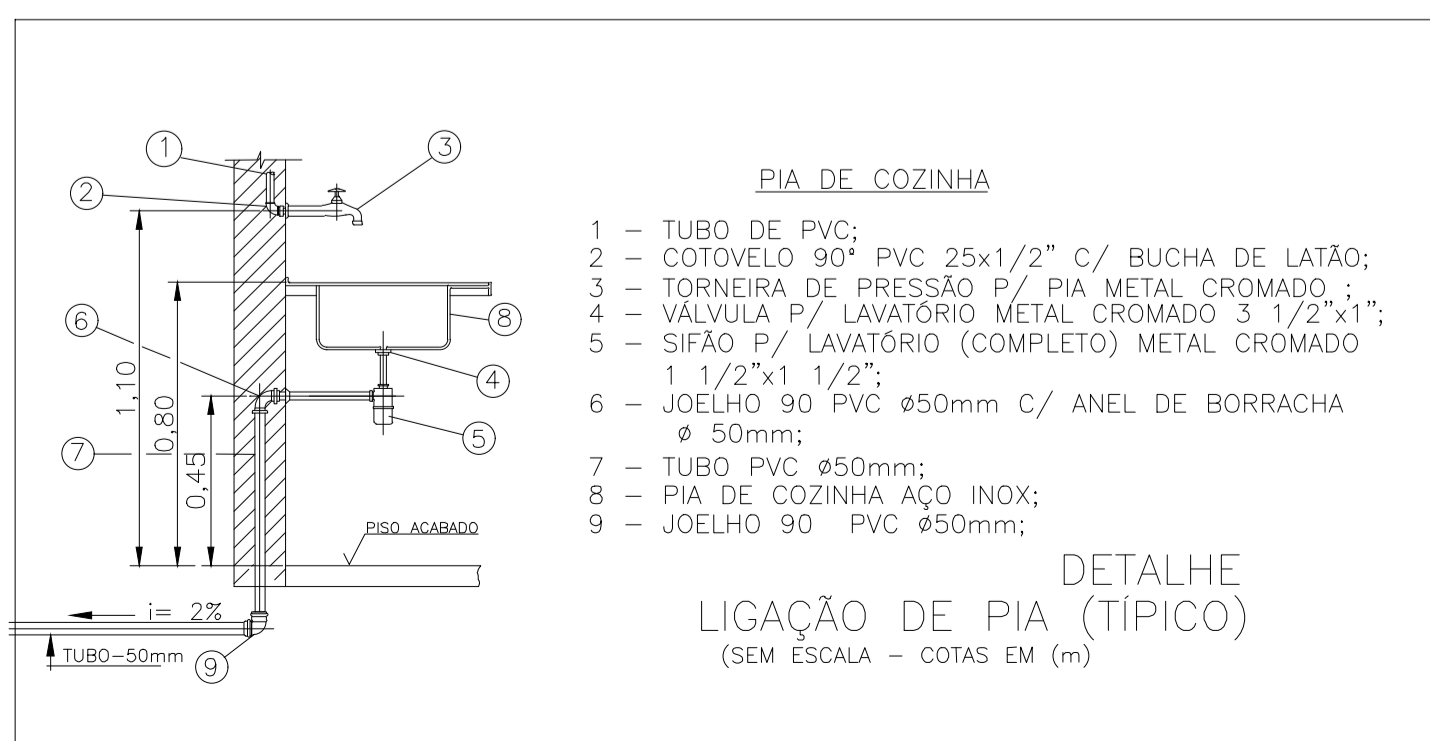 1
2
3
6
8
4
5
7
9
1,10
0,80
0,45
PISO ACABADO
i= 2%
TUBO-50mm
PIA DE COZINHA
1 - TUBO DE PVC;
2 - COTOVELO 90º PVC 25x1/2" C/ BUCHA DE LATÃO;
3 - TORNEIRA DE PRESSÃO P/ PIA METAL CROMADO ;
4 - VÁLVULA P/ LAVATÓRIO METAL CROMADO 3 1/2"x1";
5 - SIFÃO P/ LAVATÓRIO (COMPLETO) METAL CROMADO
1 1/2"x1 1/2";
6 - JOELHO 90 PVC ø50mm C/ ANEL DE BORRACHA
ø 50mm;
7 - TUBO PVC ø50mm;
8 - PIA DE COZINHA AÇO INOX;
9 - JOELHO 90 PVC ø50mm;
DETALHE
LIGAÇÃO DE PIA (TÍPICO)
(SEM ESCALA - COTAS EM (m)